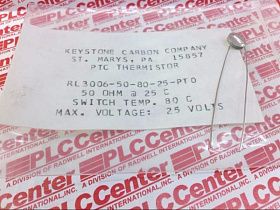 KEYSTONE CARBON COMPANY
ST. MARYS, PA. 15857
PTC THERMISTOR
RL3006-50-80-25-PTO
50 OHM @ 25 C
SWITCH TEMP. 80 C
MAX. VOLTAGE: 25 VOLTS
PLCCenter